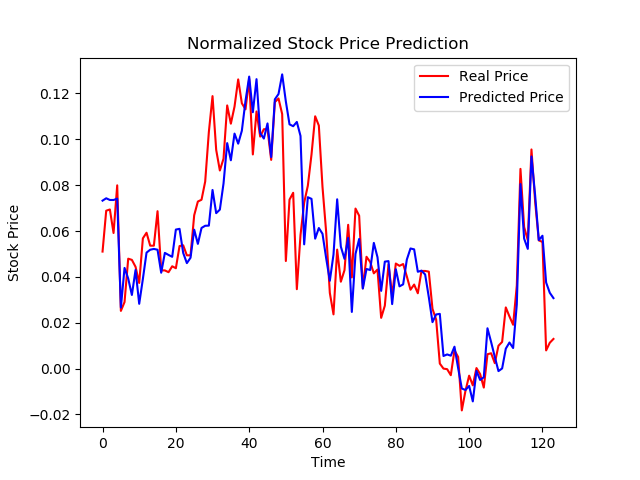 Normalized Stock Price Prediction
Real Price
Predicted Price
Stock Price
0.12
0.10
0.08
0.06
0.04
0.02
0.00
−0.02
0 20 40 60 80 100 120
Time